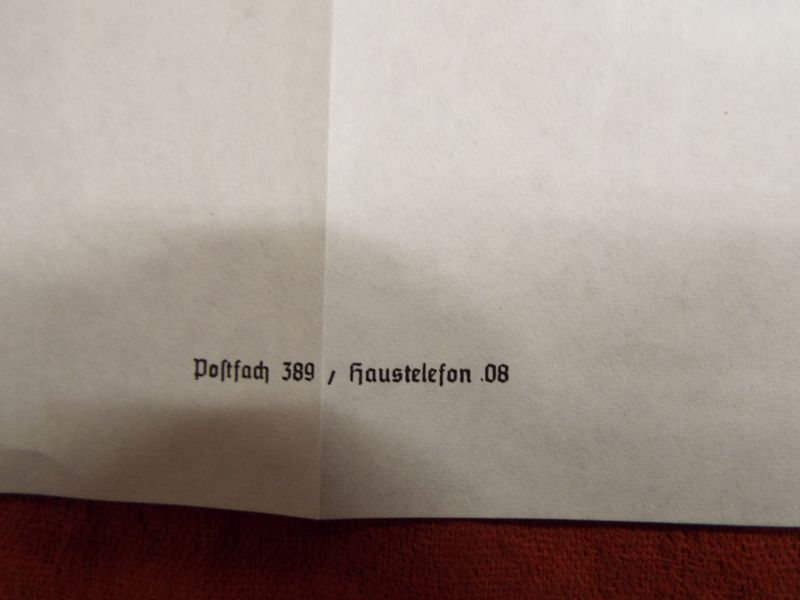 Poſtfach 389 / Haustelefon .08